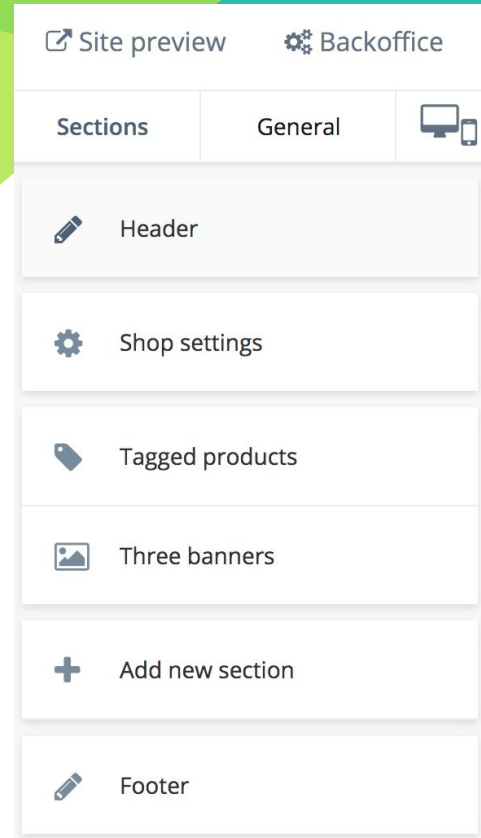 Site preview Backoffice
Sections General
Header
Shop settings
Tagged products
Three banners
Add new section
Footer